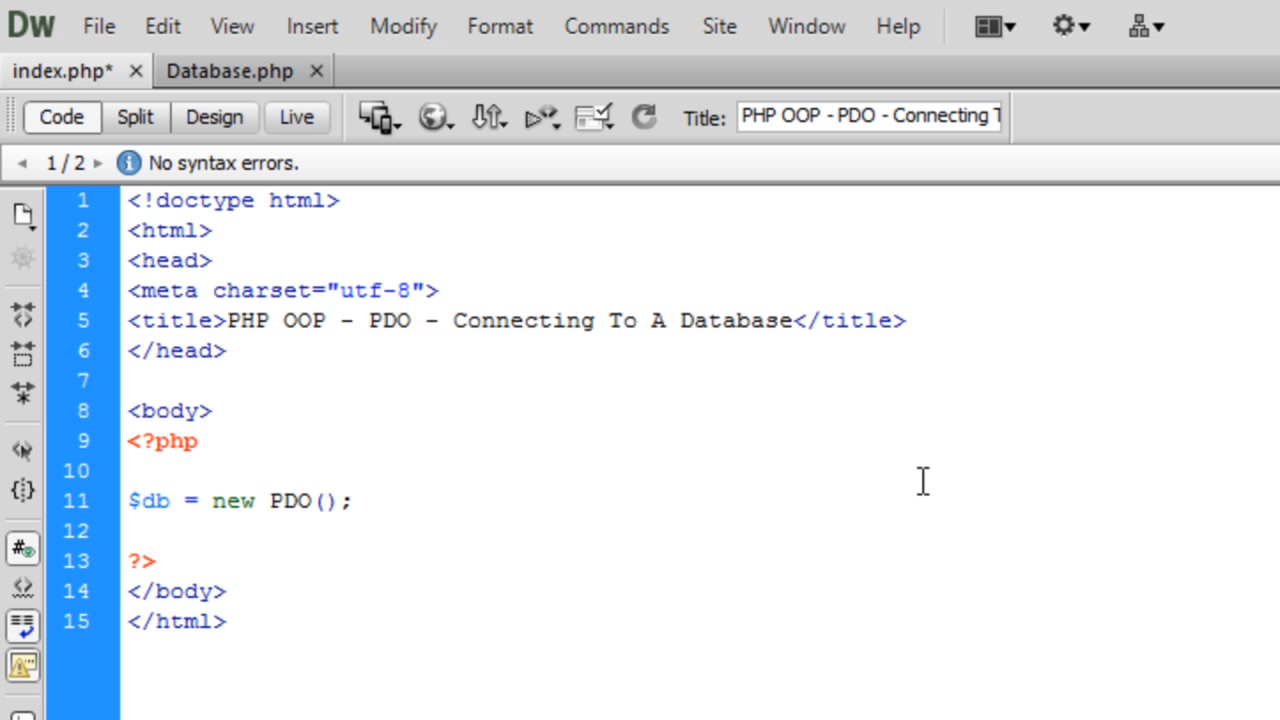 Dw File Edit View Insert Modify Format Commands Site Window Help
index.php* × Database.php ×
Code Split Design Live Title: PHP OOP - PDO - Connecting T
1 / 2 No syntax errors.
1 <!doctype html>
2 <html>
3 <head>
4 <meta charset="utf-8">
5 <title>PHP OOP - PDO - Connecting To A Database</title>
6 </head>
7
8 <body>
9 <?php
10
11 $db = new PDO();
12
13 ?>
14 </body>
15 </html>